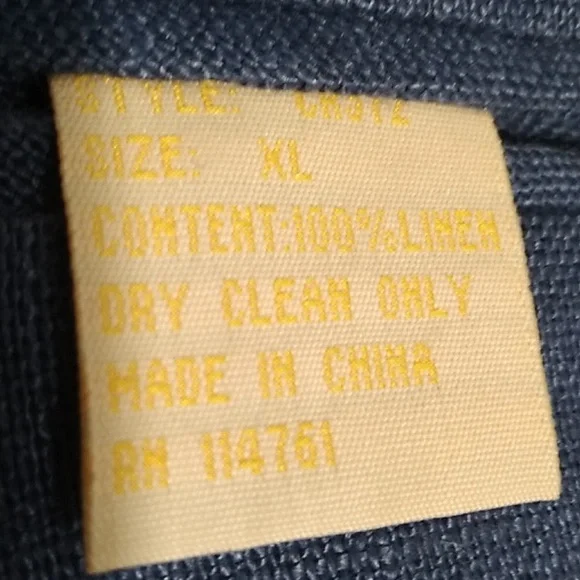 STYLE:
SIZE: XL
CONTENT:100%LINEN
DRY CLEAN ONLY
MADE IN CHINA
RN 114761